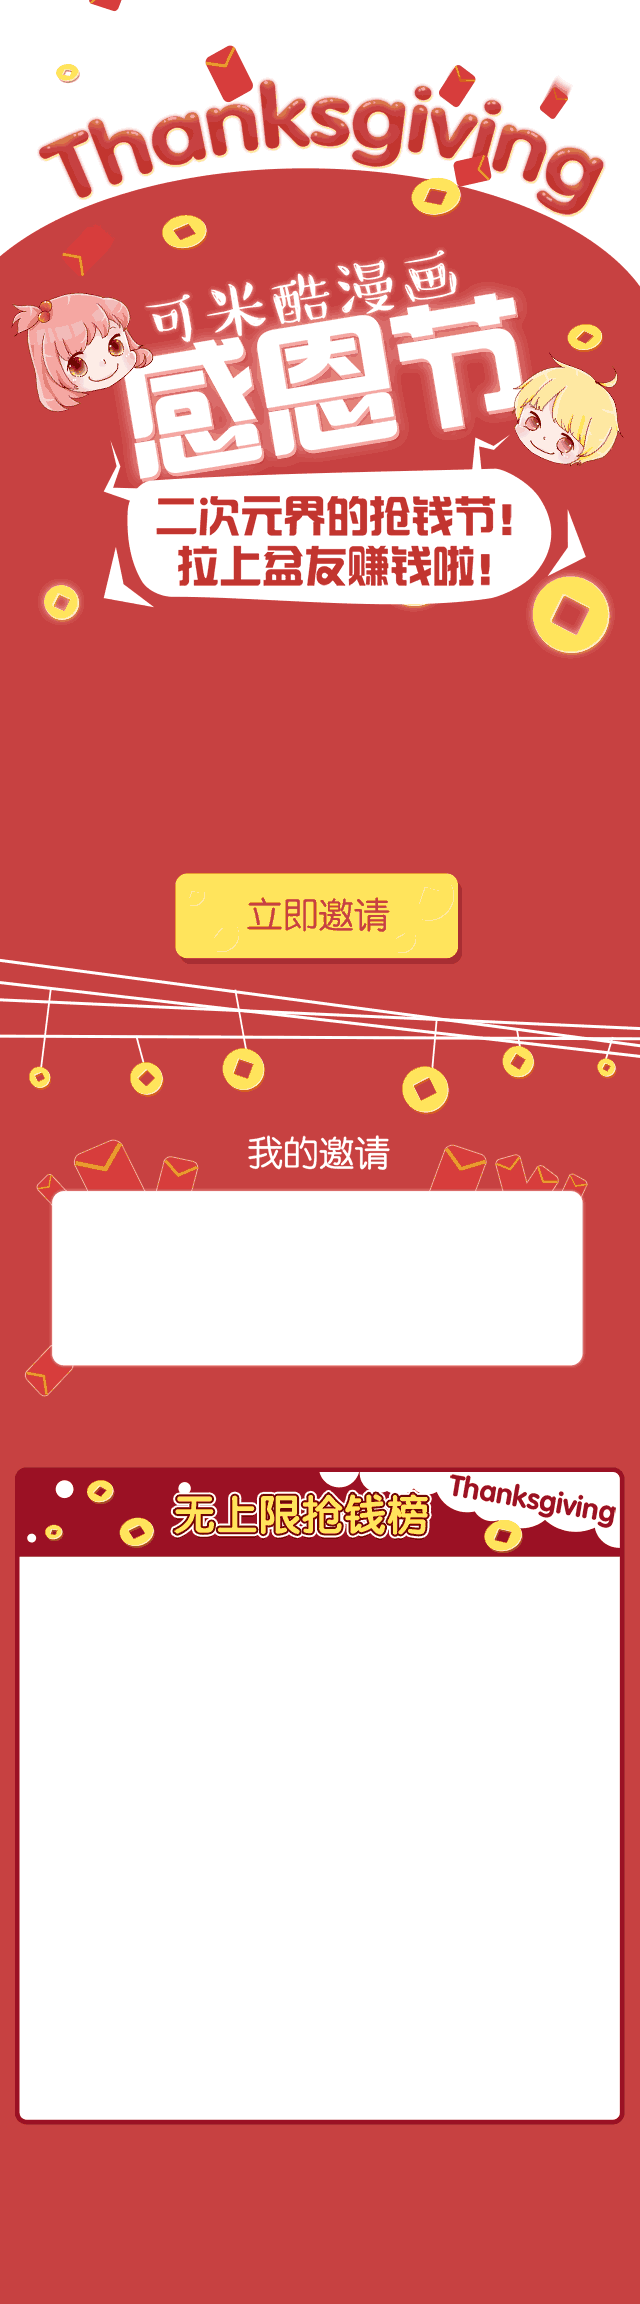 Thanksgiving
可米酷漫画
感恩节
二次元界的抢钱节!
拉上盆友赚钱啦!
立即邀请
我的邀请
无上限抢钱榜
Thanksgiving